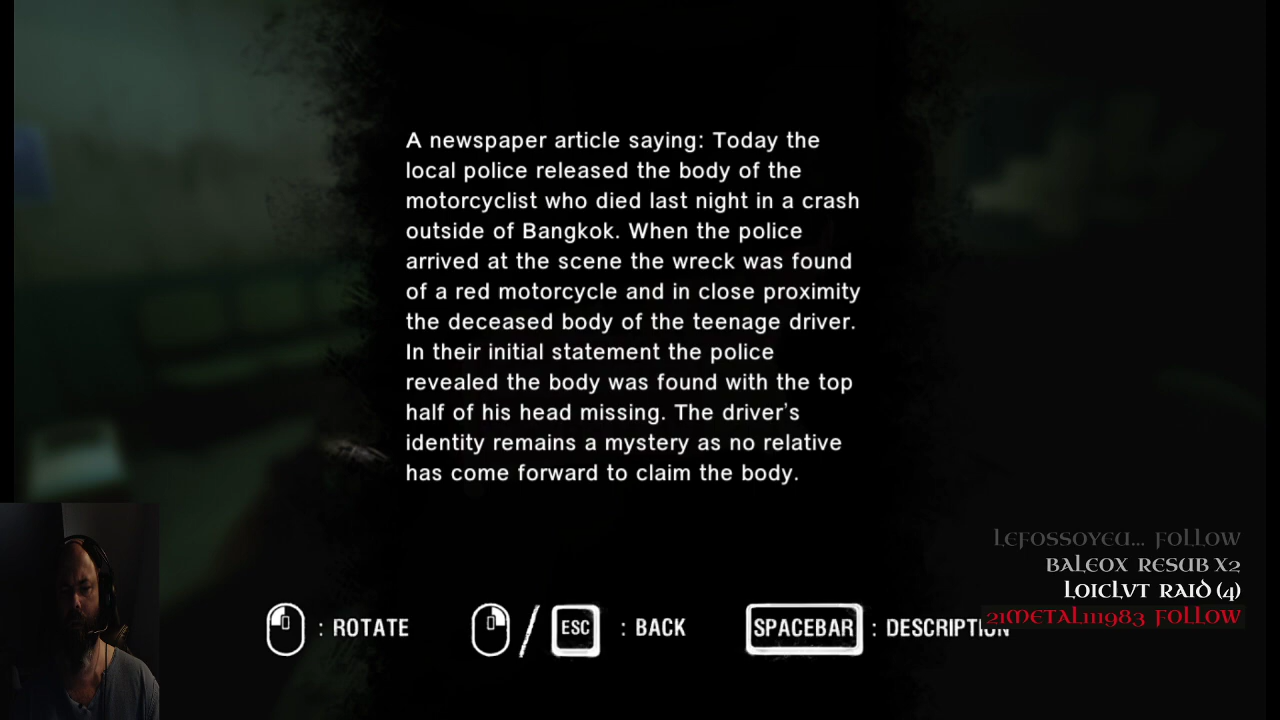 A newspaper article saying: Today the
local police released the body of the
motorcyclist who died last night in a crash
outside of Bangkok. When the police
arrived at the scene the wreck was found
of a red motorcycle and in close proximity
the deceased body of the teenage driver.
In their initial statement the police
revealed the body was found with the top
half of his head missing. The driver's
identity remains a mystery as no relative
has come forward to claim the body.
LEFOSSOYEU... FOLLOW
BALEOX RESUB X2
LOICLVT RAID (4)
21METAL111983 FOLLOW
: ROTATE
/ ESC : BACK
SPACEBAR : DESCRIPTION